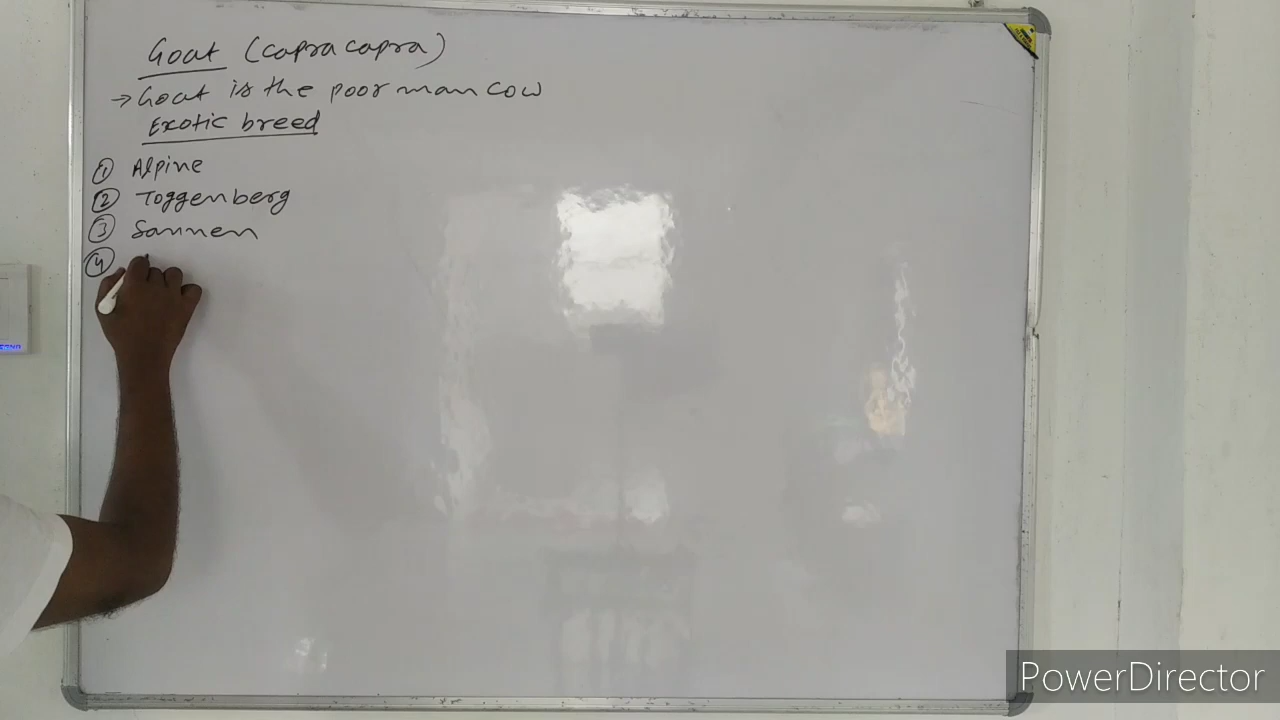 Goat (capra capra)
→ Goat is the poor man cow
Exotic breed
① Alpine
② Toggenberg
③ Sannen
④
PowerDirector